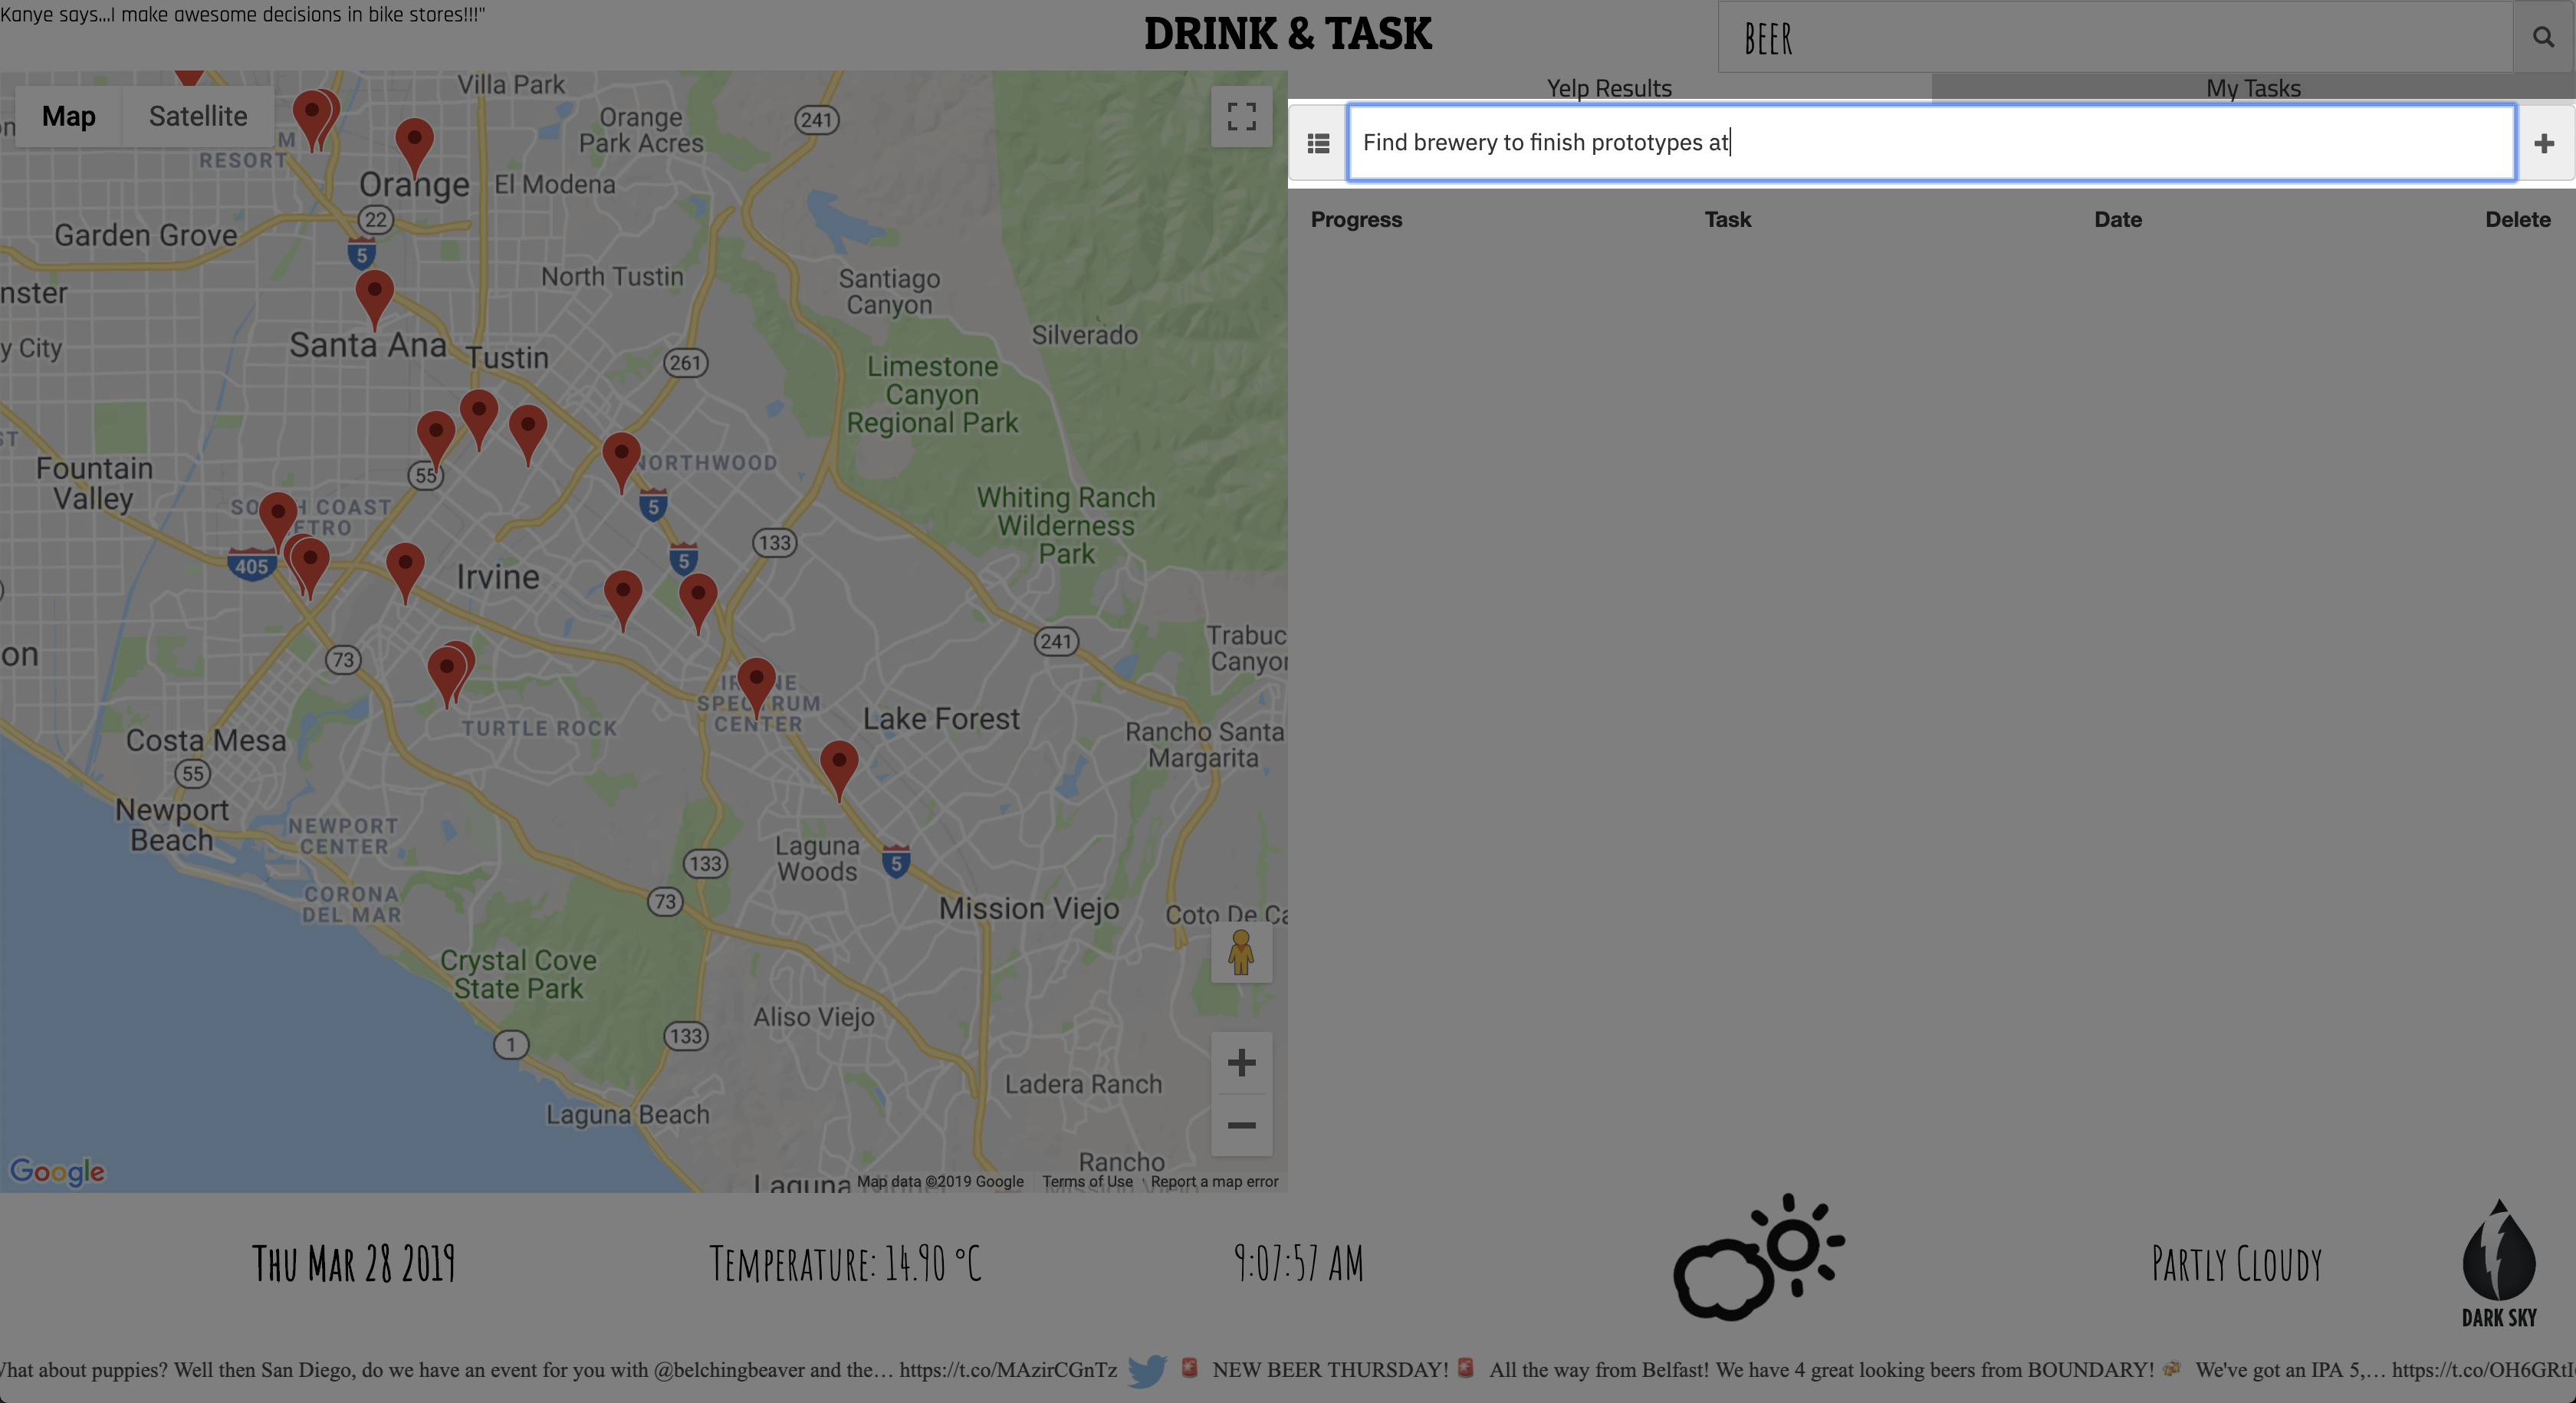 Kanye says...I make awesome decisions in bike stores!!!"
DRINK & TASK
BEER
Yelp Results
My Tasks
Find brewery to finish prototypes at
Progress Task Date Delete
Map Satellite
Villa Park
Orange
Park Acres
241
RESORT
Orange
El Modena
22
Garden Grove
5
North Tustin
Santiago
Canyon
nster
Silverado
Santa Ana
Tustin
y City
261
Limestone
Canyon
Regional Park
Fountain
Valley
55
NORTHWOOD
5
Whiting Ranch
Wilderness
Park
SOUTH COAST
METRO
133
405
5
Irvine
on
73
241
Trabuc
Canyon
IRVINE
SPECTRUM
CENTER
TURTLE ROCK
Lake Forest
Costa Mesa
Rancho Santa
Margarita
55
Newport
Beach
NEWPORT
CENTER
Laguna
Woods
133
5
CORONA
DEL MAR
73
Mission Viejo
Coto De Ca
Crystal Cove
State Park
Aliso Viejo
1
133
Ladera Ranch
Laguna Beach
Rancho
Google
Laguna
Map data ©2019 Google Terms of Use Report a map error
Thu Mar 28 2019
Temperature: 14.90 °C
9:07:57 AM
Partly Cloudy
DARK SKY
hat about puppies? Well then San Diego, do we have an event for you with @belchingbeaver and the… https://t.co/MAzirCGnTz 🚨 NEW BEER THURSDAY! 🚨 All the way from Belfast! We have 4 great looking beers from BOUNDARY! 🍻 We've got an IPA 5,… https://t.co/OH6GRtI